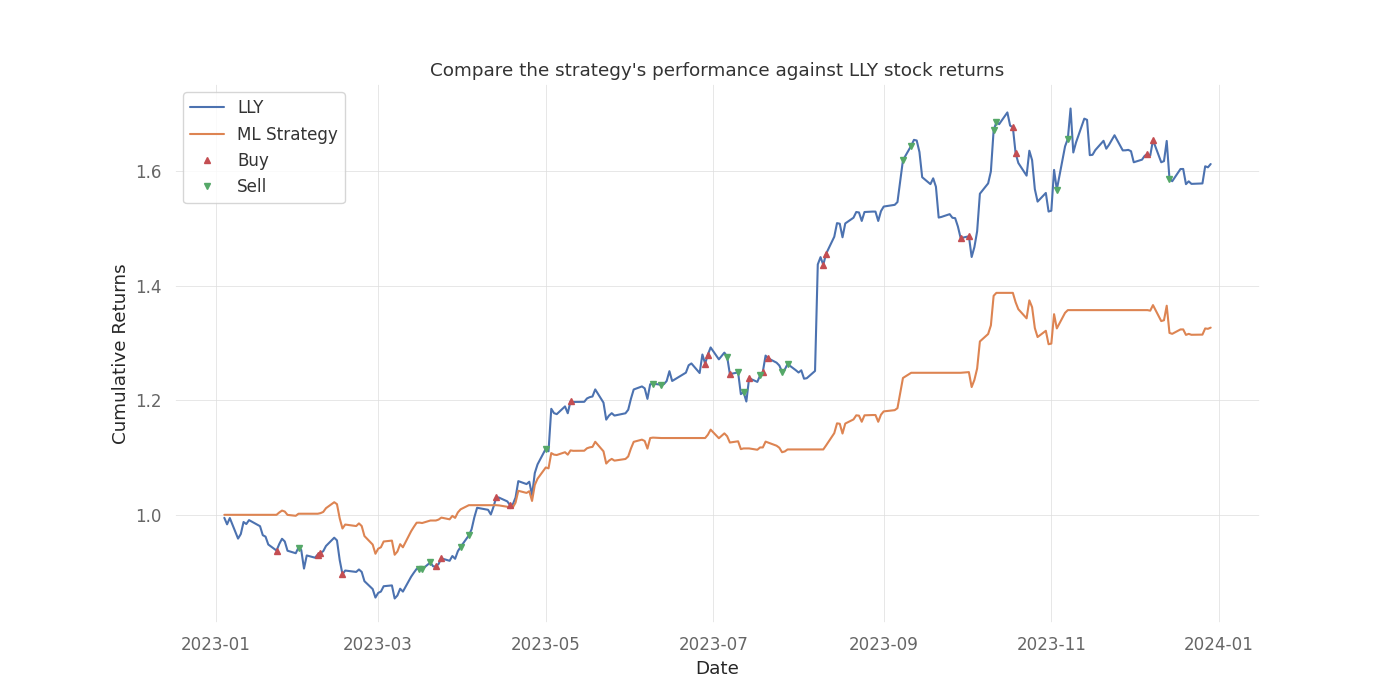 Compare the strategy's performance against LLY stock returns
LLY
ML Strategy
Buy
Sell
1.6
1.4
1.2
1.0
Cumulative Returns
2023-01
2023-03
2023-05
2023-07
2023-09
2023-11
2024-01
Date